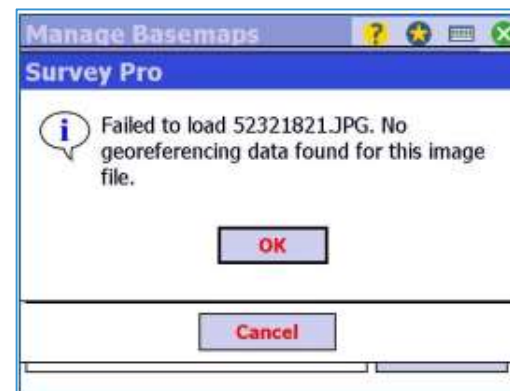 Manage Basemaps
Survey Pro
Failed to load 52321821.JPG. No
georeferencing data found for this image
file.
OK
Cancel